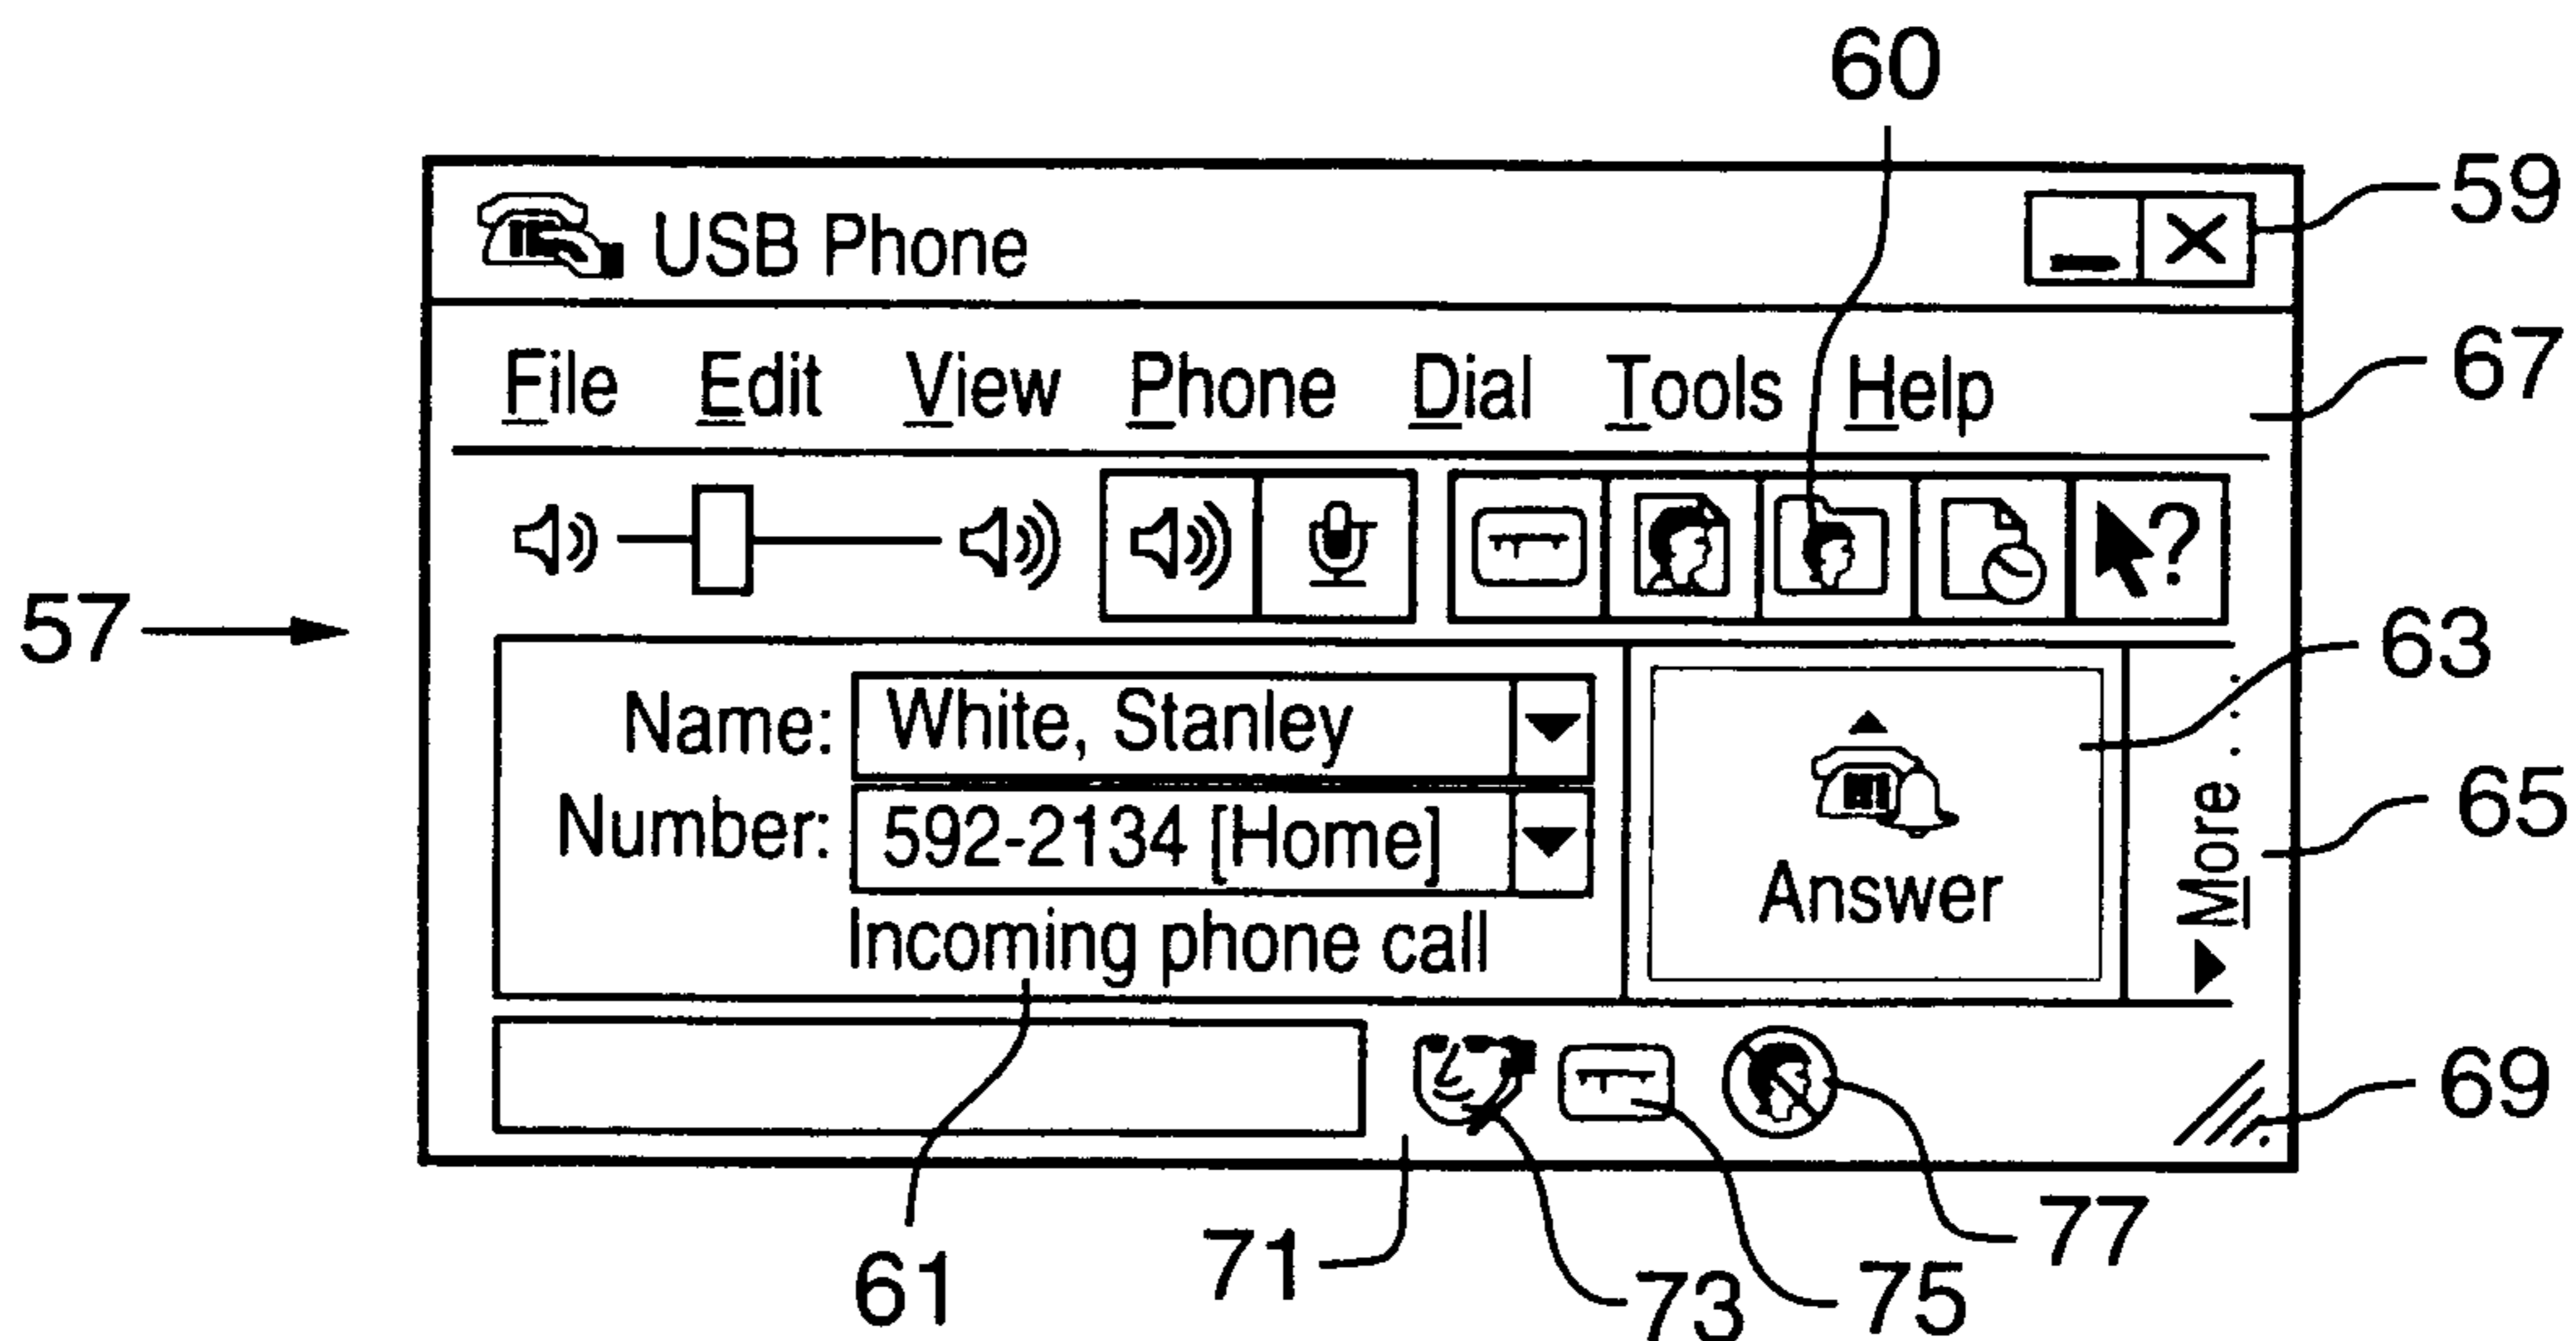 60
59
USB Phone
67
File Edit View Phone Dial Tools Help
?
57
63
Name: White, Stanley
Number: 592-2134 [Home]
Incoming phone call
Answer
More . . . .
65
69
61
71
73
75
77